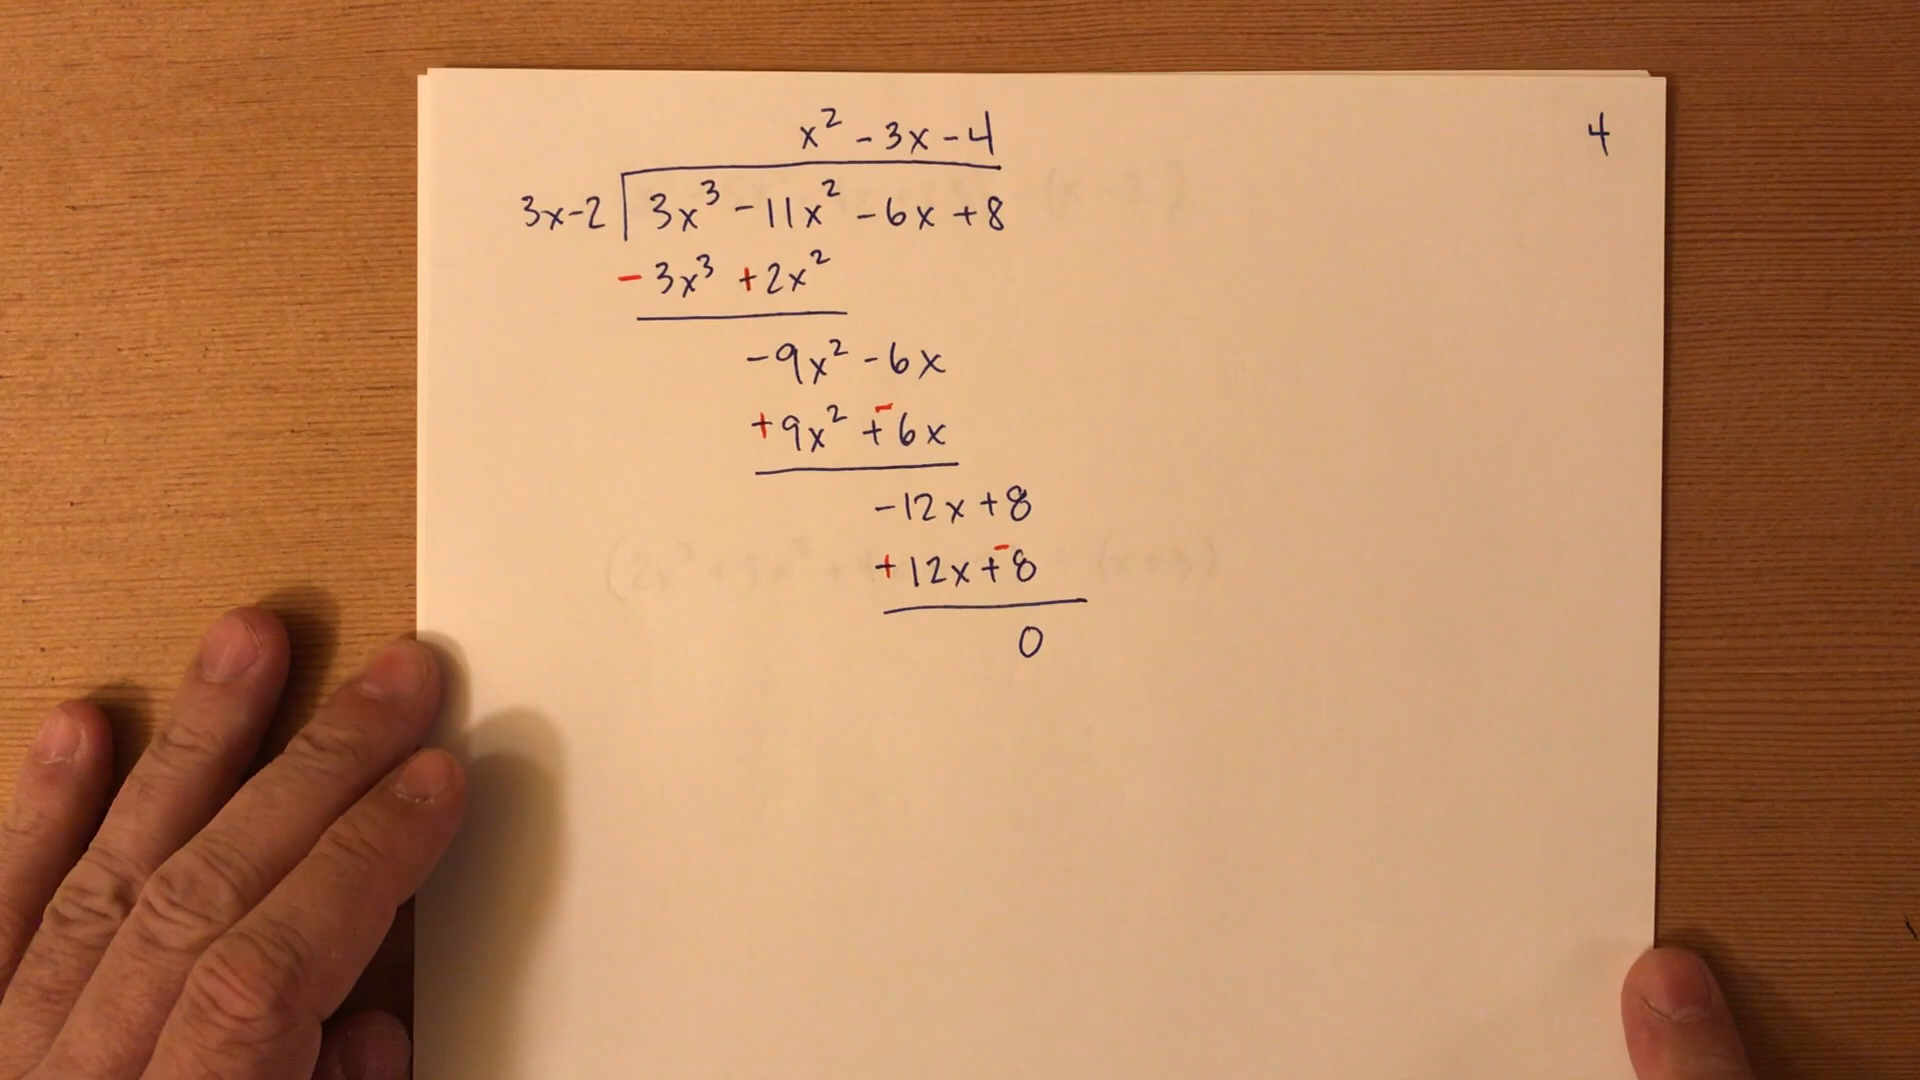 x² - 3x - 4
4
3x-2 | 3x³ - 11x² - 6x + 8
- 3x³ + 2x²
-9x² - 6x
+ 9x² +⁻ 6x
-12x + 8
+ 12x +⁻ 8
0